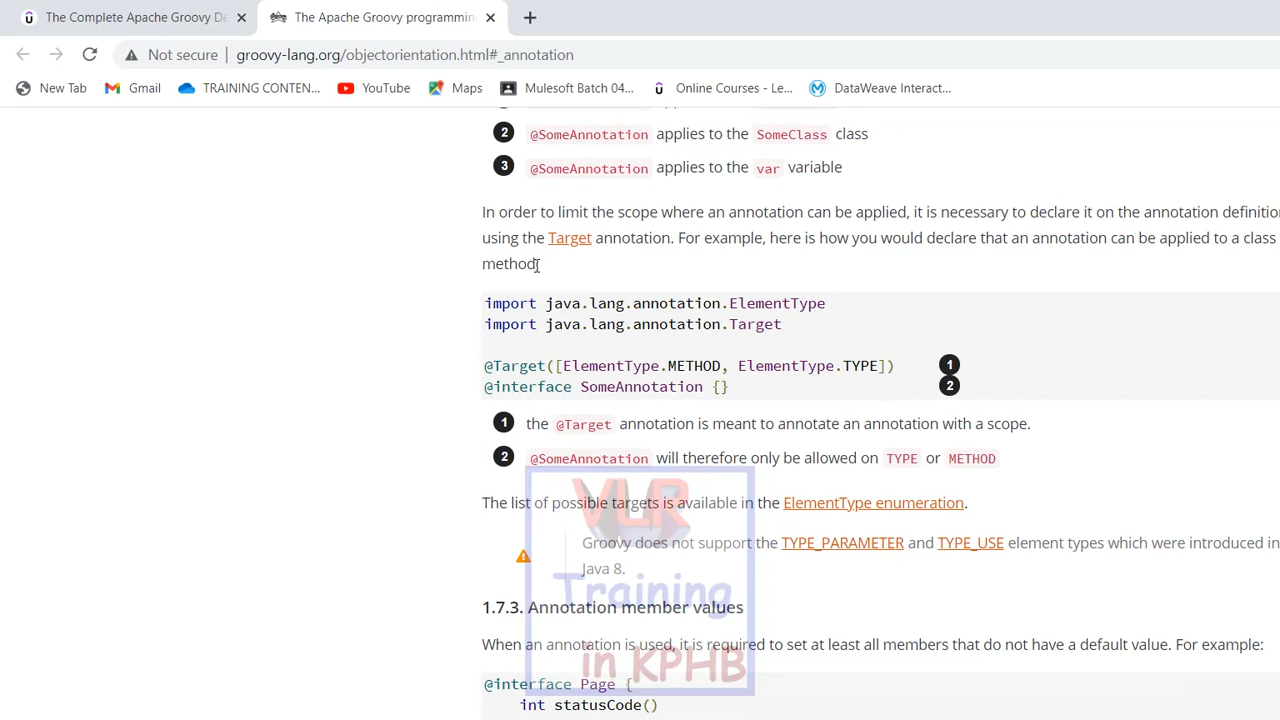 The Complete Apache Groovy De
The Apache Groovy programmin
Not secure | groovy-lang.org/objectorientation.html#_annotation
New Tab Gmail TRAINING CONTEN... YouTube Maps Mulesoft Batch 04... Online Courses - Le... DataWeave Interact...
2 @SomeAnnotation applies to the SomeClass class
3 @SomeAnnotation applies to the var variable
In order to limit the scope where an annotation can be applied, it is necessary to declare it on the annotation definitio
using the Target annotation. For example, here is how you would declare that an annotation can be applied to a class
method
import java.lang.annotation.ElementType
import java.lang.annotation.Target
@Target([ElementType.METHOD, ElementType.TYPE]) 1
@interface SomeAnnotation {} 2
1 the @Target annotation is meant to annotate an annotation with a scope.
2 @SomeAnnotation will therefore only be allowed on TYPE or METHOD
The list of possible targets is available in the ElementType enumeration.
Groovy does not support the TYPE_PARAMETER and TYPE_USE element types which were introduced in
Java 8.
1.7.3. Annotation member values
When an annotation is used, it is required to set at least all members that do not have a default value. For example:
@interface Page {
int statusCode()
VLR
Training
in KPHB